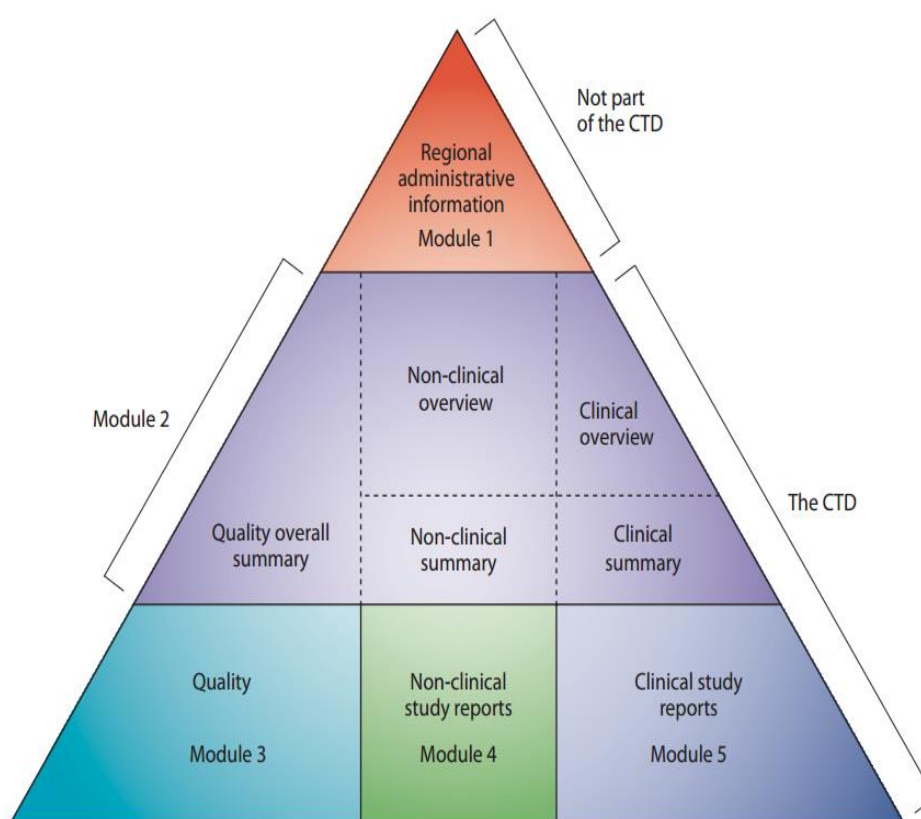 Not part
of the CTD
Regional
administrative
information
Module 1
Module 2
Non-clinical
overview
Clinical
overview
The CTD
Quality overall
summary
Non-clinical
summary
Clinical
summary
Quality
Module 3
Non-clinical
study reports
Module 4
Clinical study
reports
Module 5